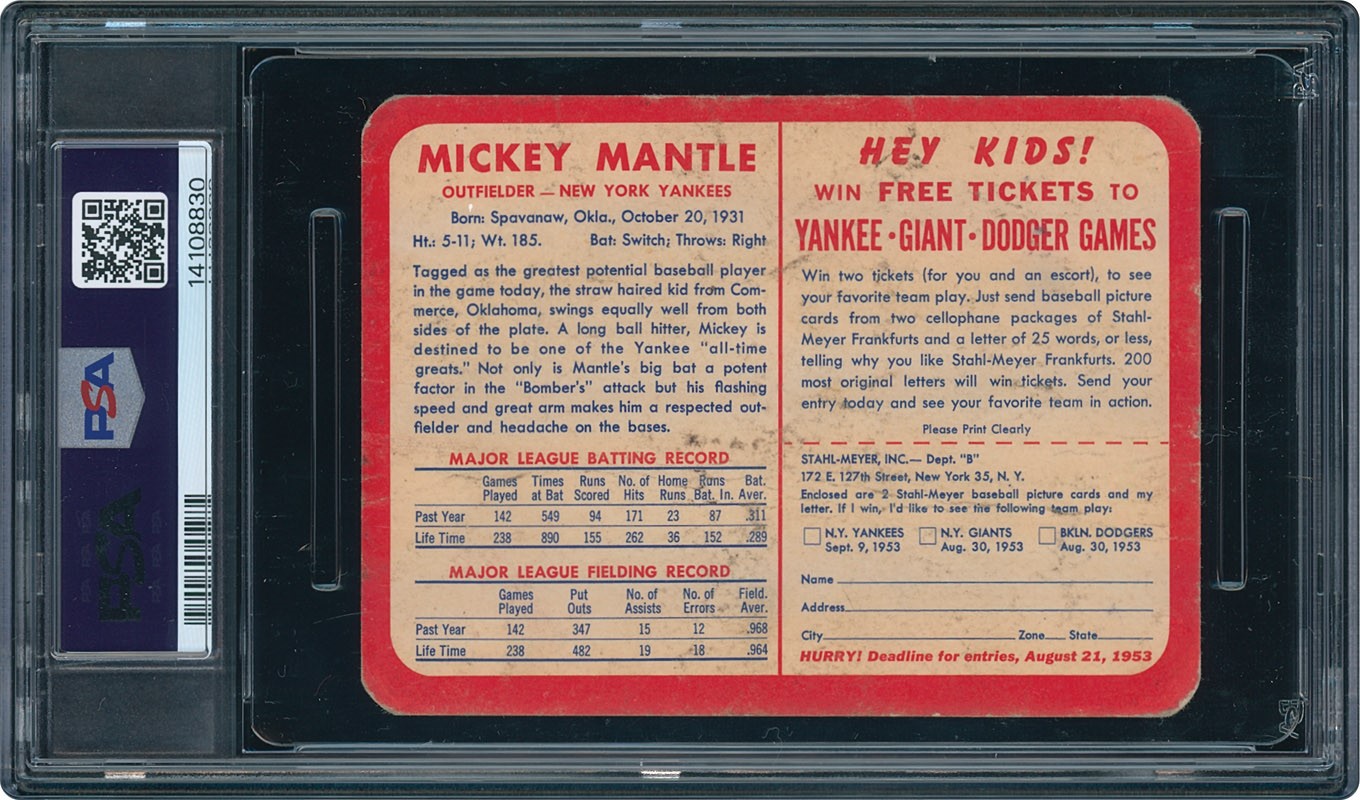 14108830
PSA
PSA
MICKEY MANTLE
OUTFIELDER — NEW YORK YANKEES
Born: Spavanaw, Okla., October 20, 1931
Ht.: 5-11; Wt. 185. Bat: Switch; Throws: Right
Tagged as the greatest potential baseball player
in the game today, the straw haired kid from Com-
merce, Oklahoma, swings equally well from both
sides of the plate. A long ball hitter, Mickey is
destined to be one of the Yankee "all-time
greats." Not only is Mantle's big bat a potent
factor in the "Bomber's" attack but his flashing
speed and great arm makes him a respected out-
fielder and headache on the bases.
MAJOR LEAGUE BATTING RECORD
Games Times Runs No. of Home Runs Bat.
Played at Bat Scored Hits Runs Bat. In. Aver.
Past Year 142 549 94 171 23 87 .311
Life Time 238 890 155 262 36 152 .289
MAJOR LEAGUE FIELDING RECORD
Games Put No. of No. of Field.
Played Outs Assists Errors Aver.
Past Year 142 347 15 12 .968
Life Time 238 482 19 18 .964
HEY KIDS!
WIN FREE TICKETS TO
YANKEE • GIANT • DODGER GAMES
Win two tickets (for you and an escort), to see
your favorite team play. Just send baseball picture
cards from two cellophane packages of Stahl-
Meyer Frankfurts and a letter of 25 words, or less,
telling why you like Stahl-Meyer Frankfurts. 200
most original letters will win tickets. Send your
entry today and see your favorite team in action.
Please Print Clearly
STAHL-MEYER, INC.— Dept. "B"
172 E. 127th Street, New York 35, N. Y.
Enclosed are 2 Stahl-Meyer baseball picture cards and my
letter. If I win, I'd like to see the following team play:
N.Y. YANKEES N.Y. GIANTS BKLN. DODGERS
Sept. 9, 1953 Aug. 30, 1953 Aug. 30, 1953
Name
Address
City Zone State
HURRY! Deadline for entries, August 21, 1953